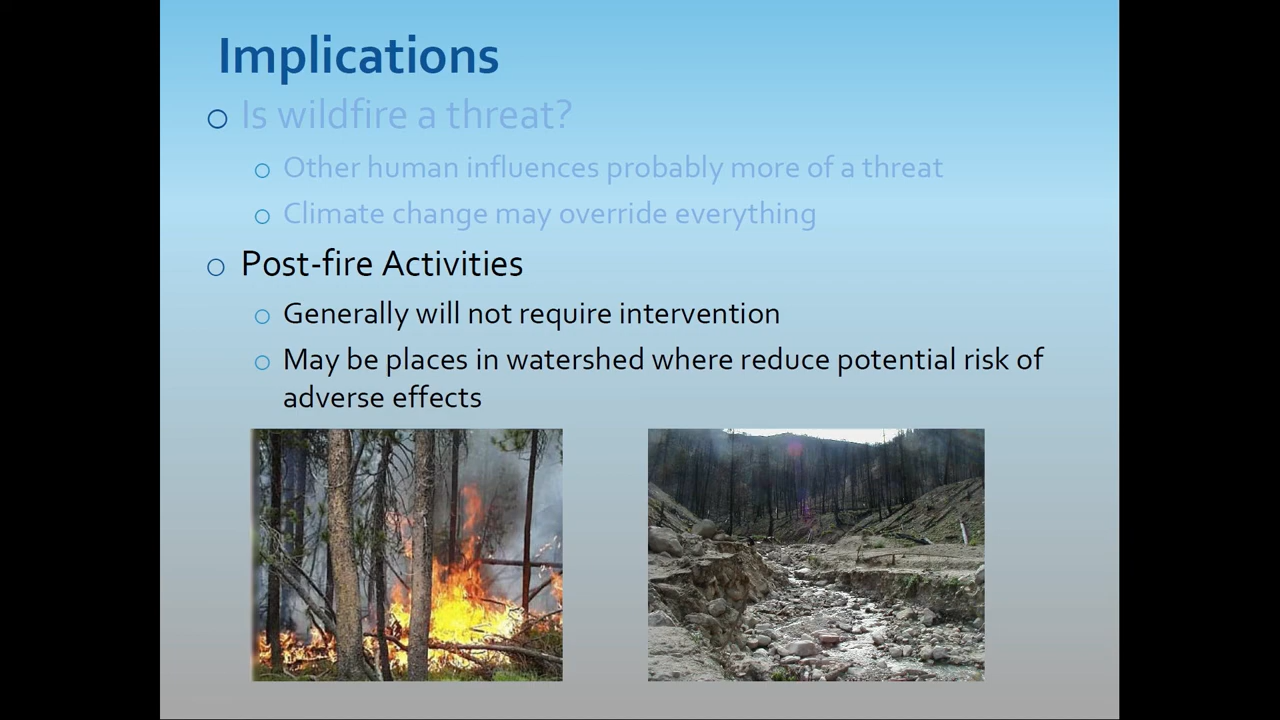 Implications
Is wildfire a threat?
Other human influences probably more of a threat
Climate change may override everything
Post-fire Activities
Generally will not require intervention
May be places in watershed where reduce potential risk of
adverse effects